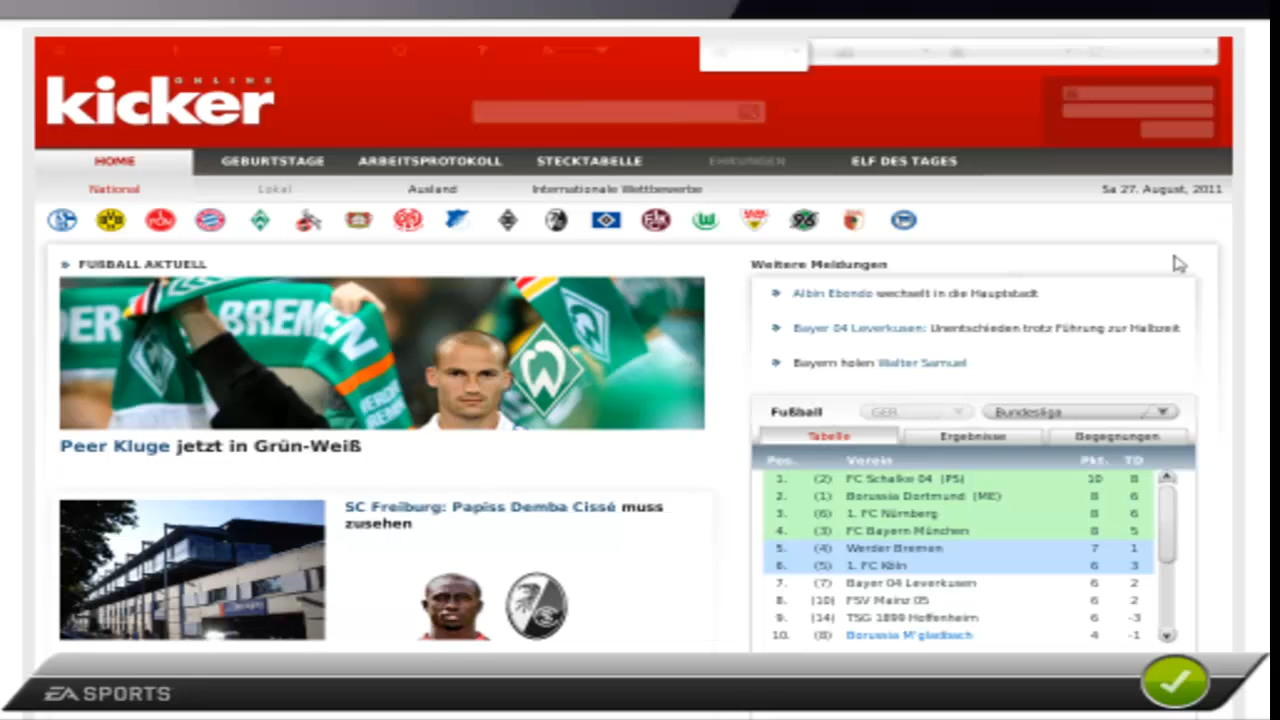 ONLINE
kicker
HOME GEBURTSTAGE ARBEITSPROTOKOLL STECKTABELLE EHRUNGEN ELF DES TAGES
National Lokal Ausland Internationale Wettbewerbe Sa 27. August, 2011
FUSSBALL AKTUELL
DER BREMEN
WERDER BREMEN
Peer Kluge jetzt in Grün-Weiß
SC Freiburg: Papiss Demba Cissé muss
zusehen
Weitere Meldungen
Albin Ebondo wechselt in die Hauptstadt
Bayer 04 Leverkusen: Unentschieden trotz Führung zur Halbzeit
Bayern holen Walter Samuel
Fußball GER Bundesliga
Tabelle Ergebnisse Begegnungen
Pos. Verein Pkt. TD
1. (2) FC Schalke 04 (PS) 10 8
2. (1) Borussia Dortmund (ME) 8 6
3. (6) 1. FC Nürnberg 8 6
4. (3) FC Bayern München 8 5
5. (4) Werder Bremen 7 1
6. (5) 1. FC Köln 6 3
7. (7) Bayer 04 Leverkusen 6 2
8. (10) FSV Mainz 05 6 2
9. (14) TSG 1899 Hoffenheim 6 -3
10. (8) Borussia M'gladbach 4 -1
EA SPORTS